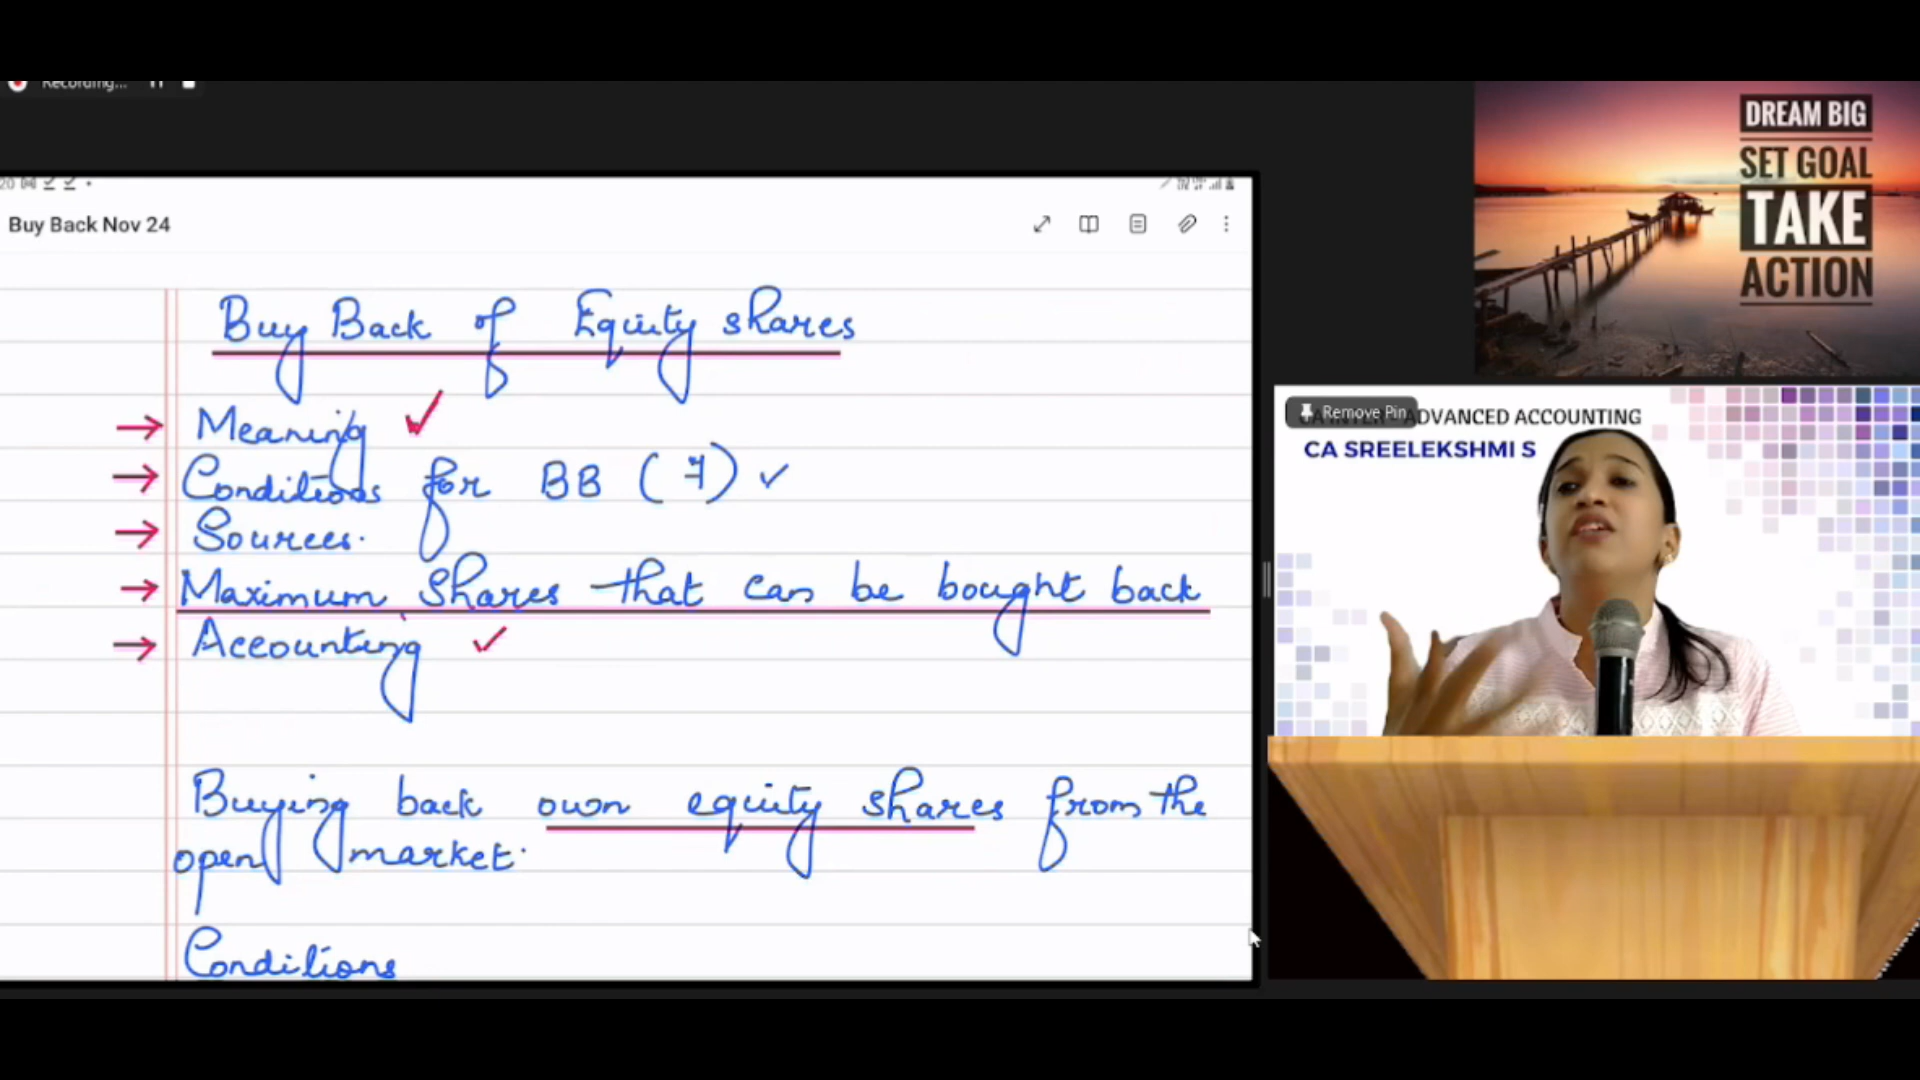 Recording...
Buy Back Nov 24
Buy Back of Equity shares
→ Meaning ✓
→ Conditions for BB (7) ✓
→ Sources.
→ Maximum Shares that can be bought back
→ Accounting ✓
Buying back own equity shares from the
open market.
Conditions
DREAM BIG
SET GOAL
TAKE
ACTION
Remove Pin
ADVANCED ACCOUNTING
CA SREELEKSHMI S